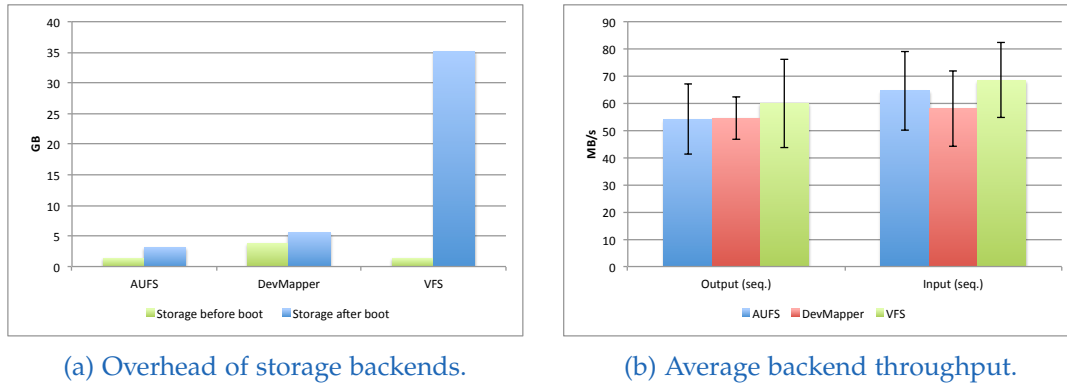 40
35
30
25
20
15
10
5
0
GB
AUFS DevMapper VFS
Storage before boot Storage after boot
(a) Overhead of storage backends.
90
80
70
60
50
40
30
20
10
0
MB/s
Output (seq.) Input (seq.)
AUFS DevMapper VFS
(b) Average backend throughput.